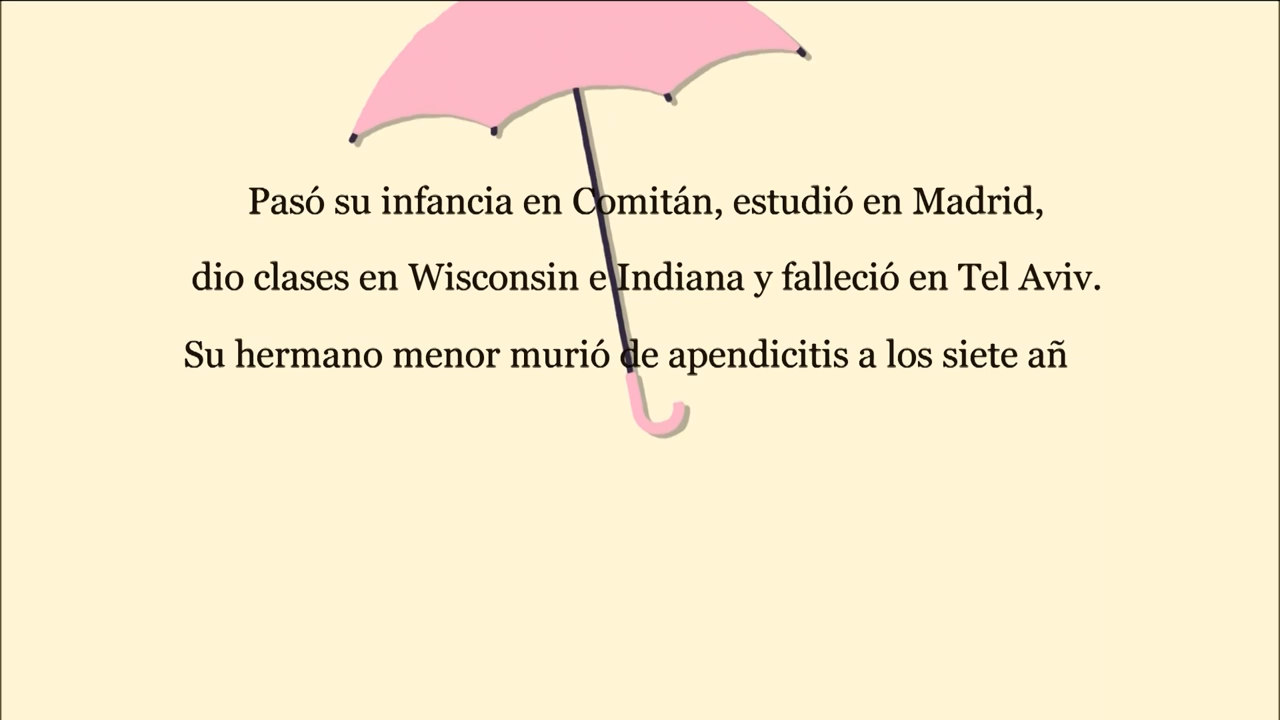 Pasó su infancia en Comitán, estudió en Madrid,
dio clases en Wisconsin e Indiana y falleció en Tel Aviv.
Su hermano menor murió de apendicitis a los siete añ